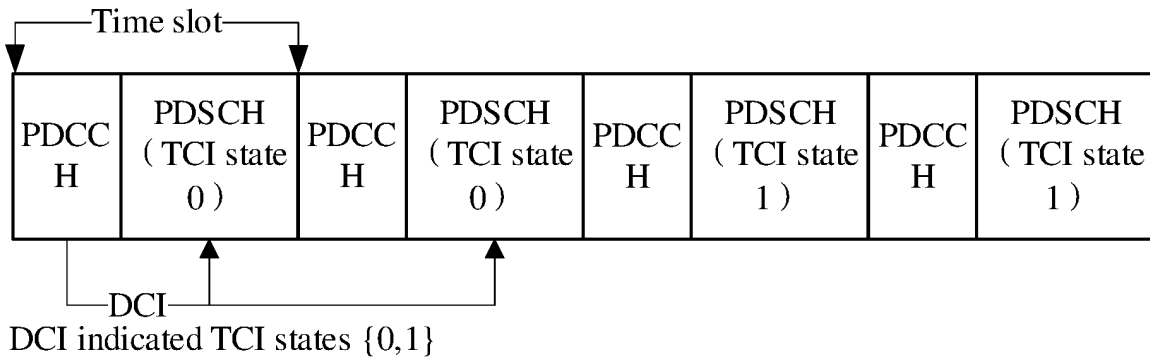 Time slot
PDCC
H
PDSCH
( TCI state
0 )
PDCC
H
PDSCH
( TCI state
0 )
PDCC
H
PDSCH
( TCI state
1 )
PDCC
H
PDSCH
( TCI state
1 )
DCI
DCI indicated TCI states {0,1}